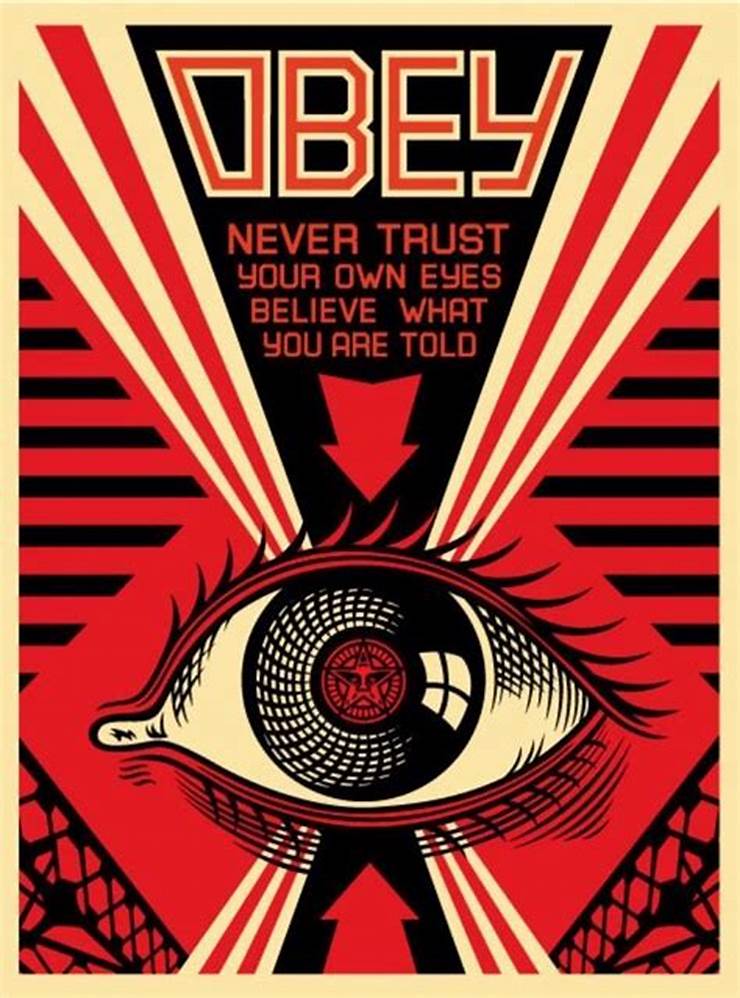 OBEY
NEVER TRUST
YOUR OWN EYES
BELIEVE WHAT
YOU ARE TOLD